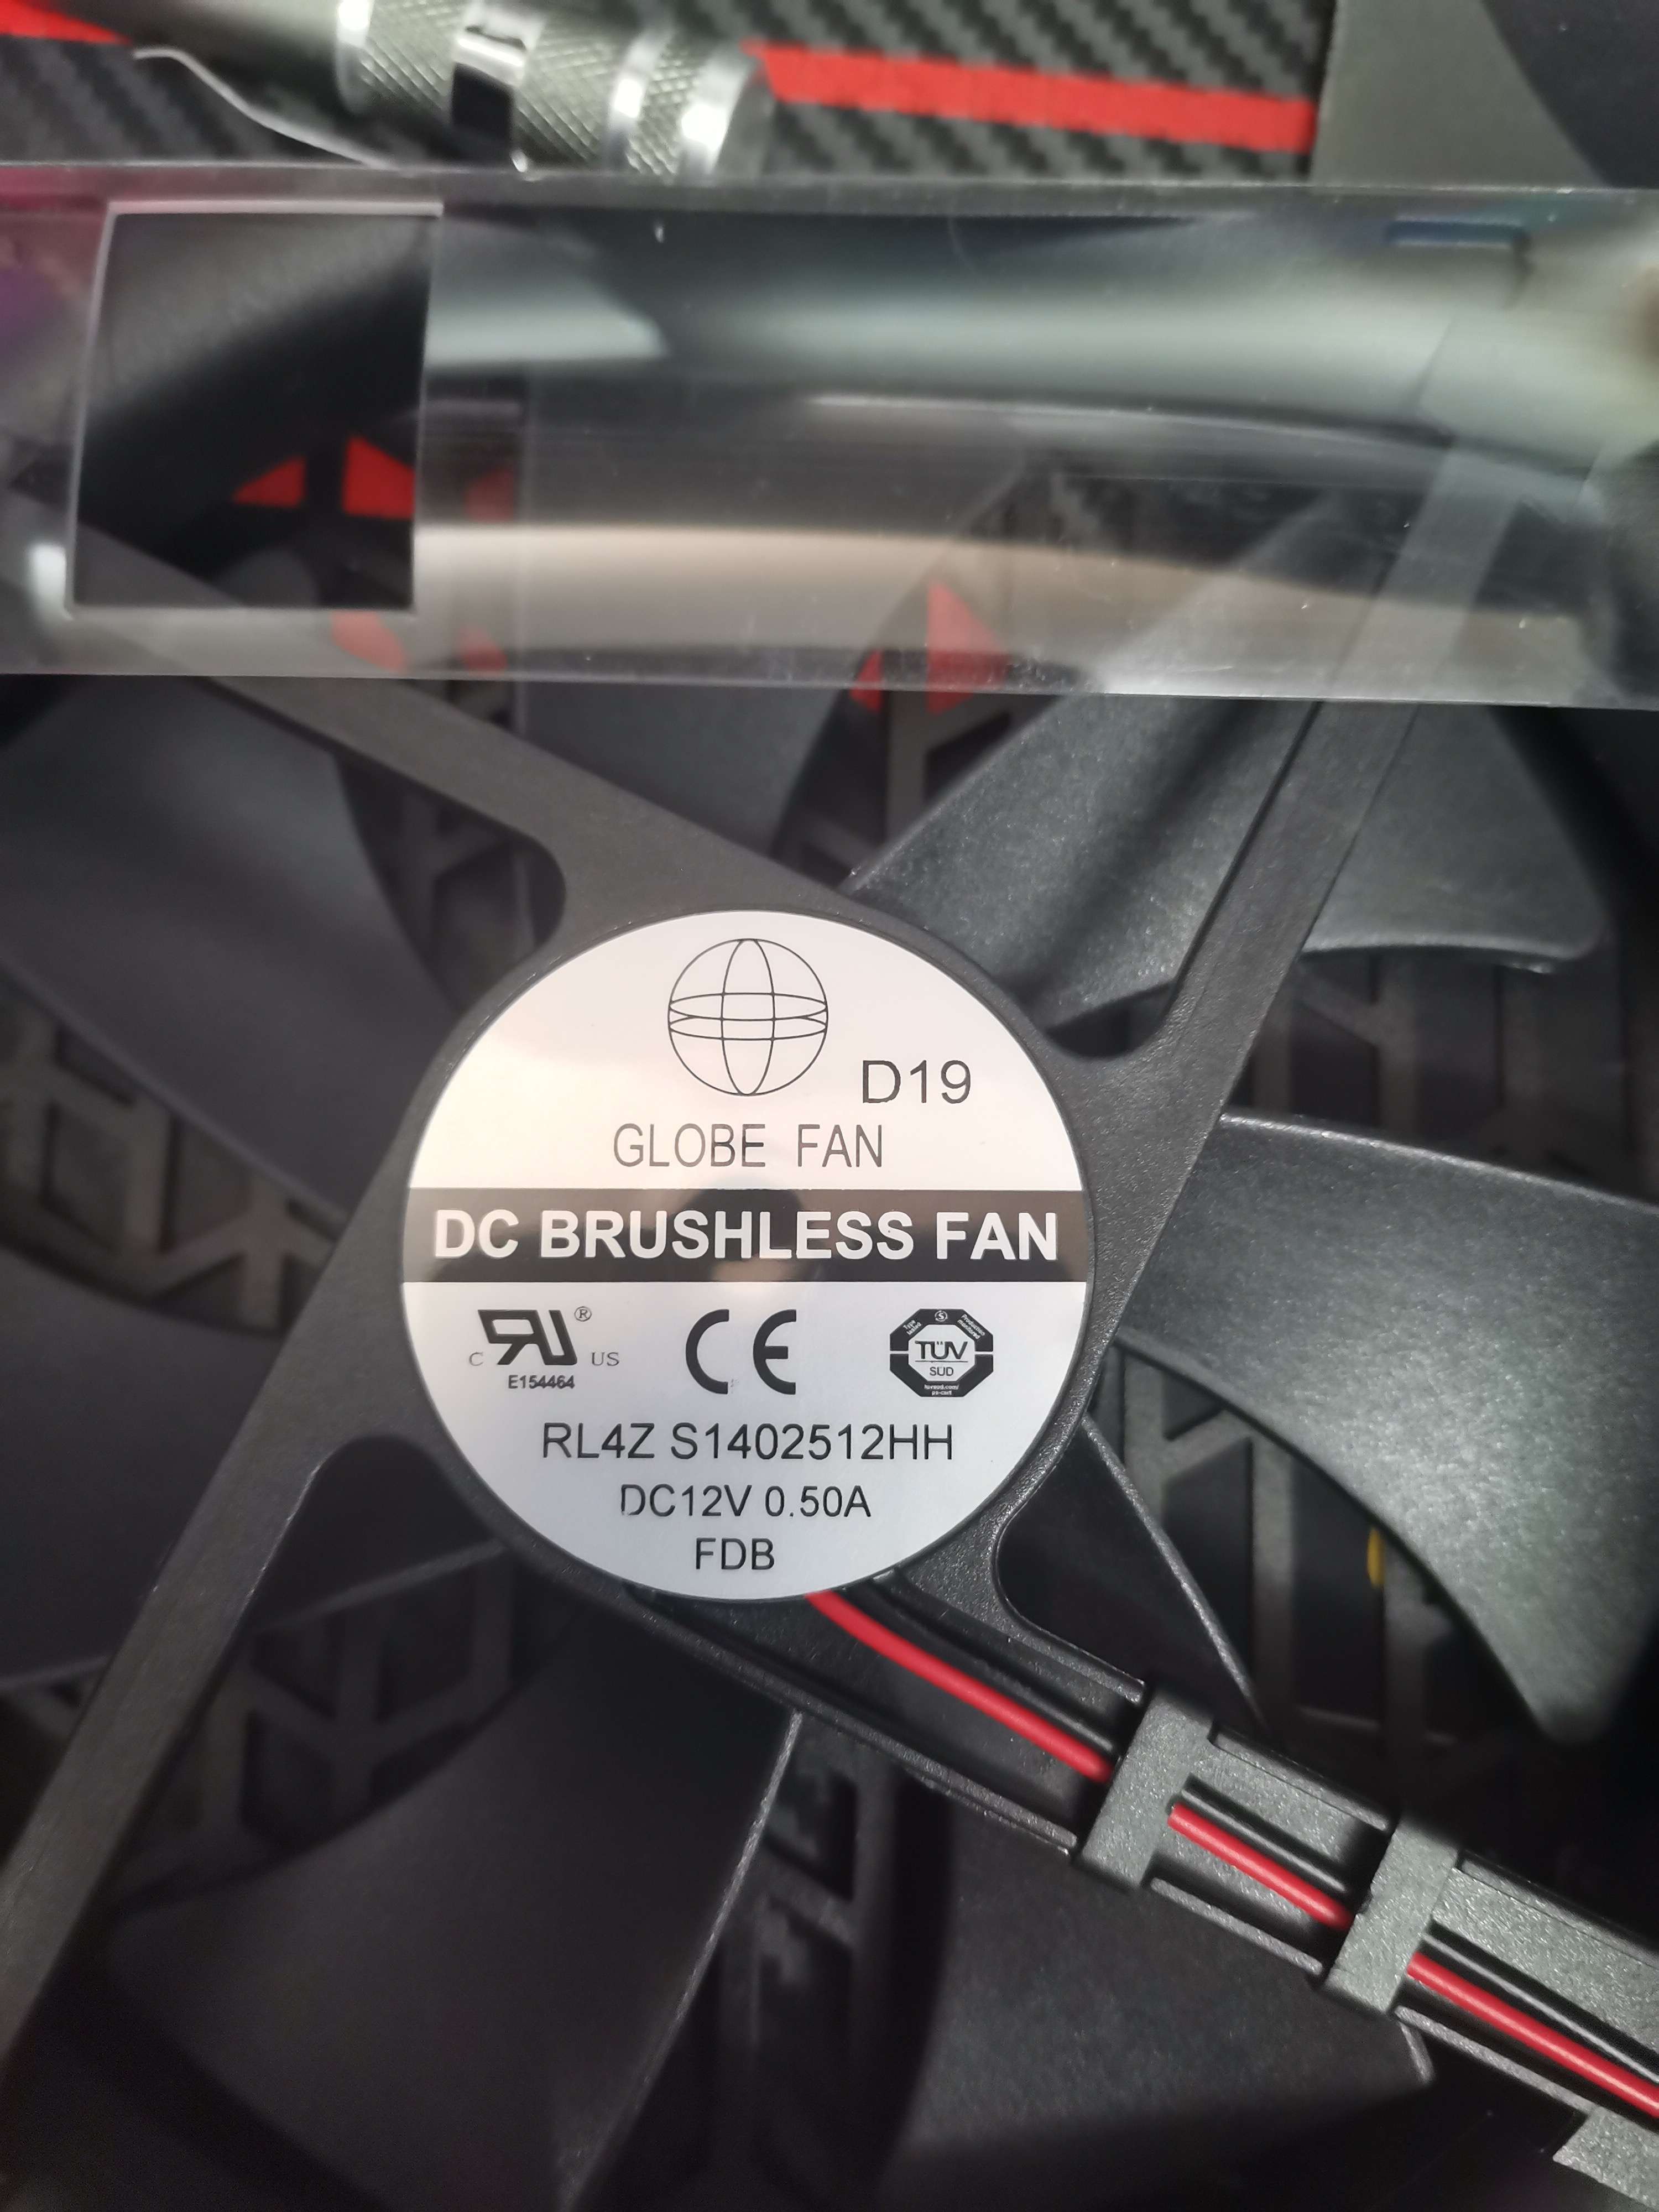 D19
GLOBE FAN
DC BRUSHLESS FAN
C US ®
E154464
CE
TÜV
SÜD
RL4Z S1402512HH
DC12V 0.50A
FDB